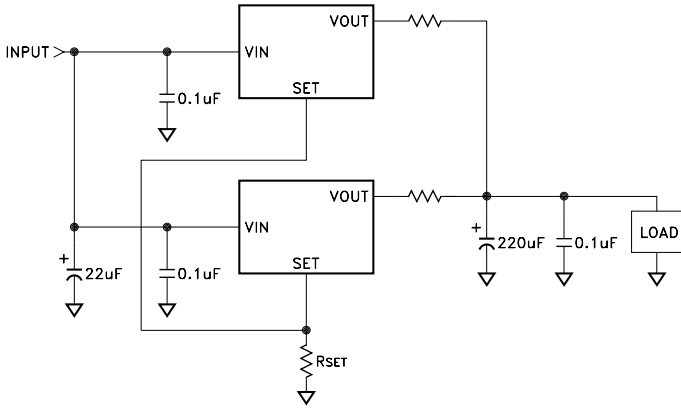 VOUT
INPUT
VIN
SET
0.1uF
VOUT
VIN
SET
LOAD
+
22uF
0.1uF
+
220uF
0.1uF
RSET